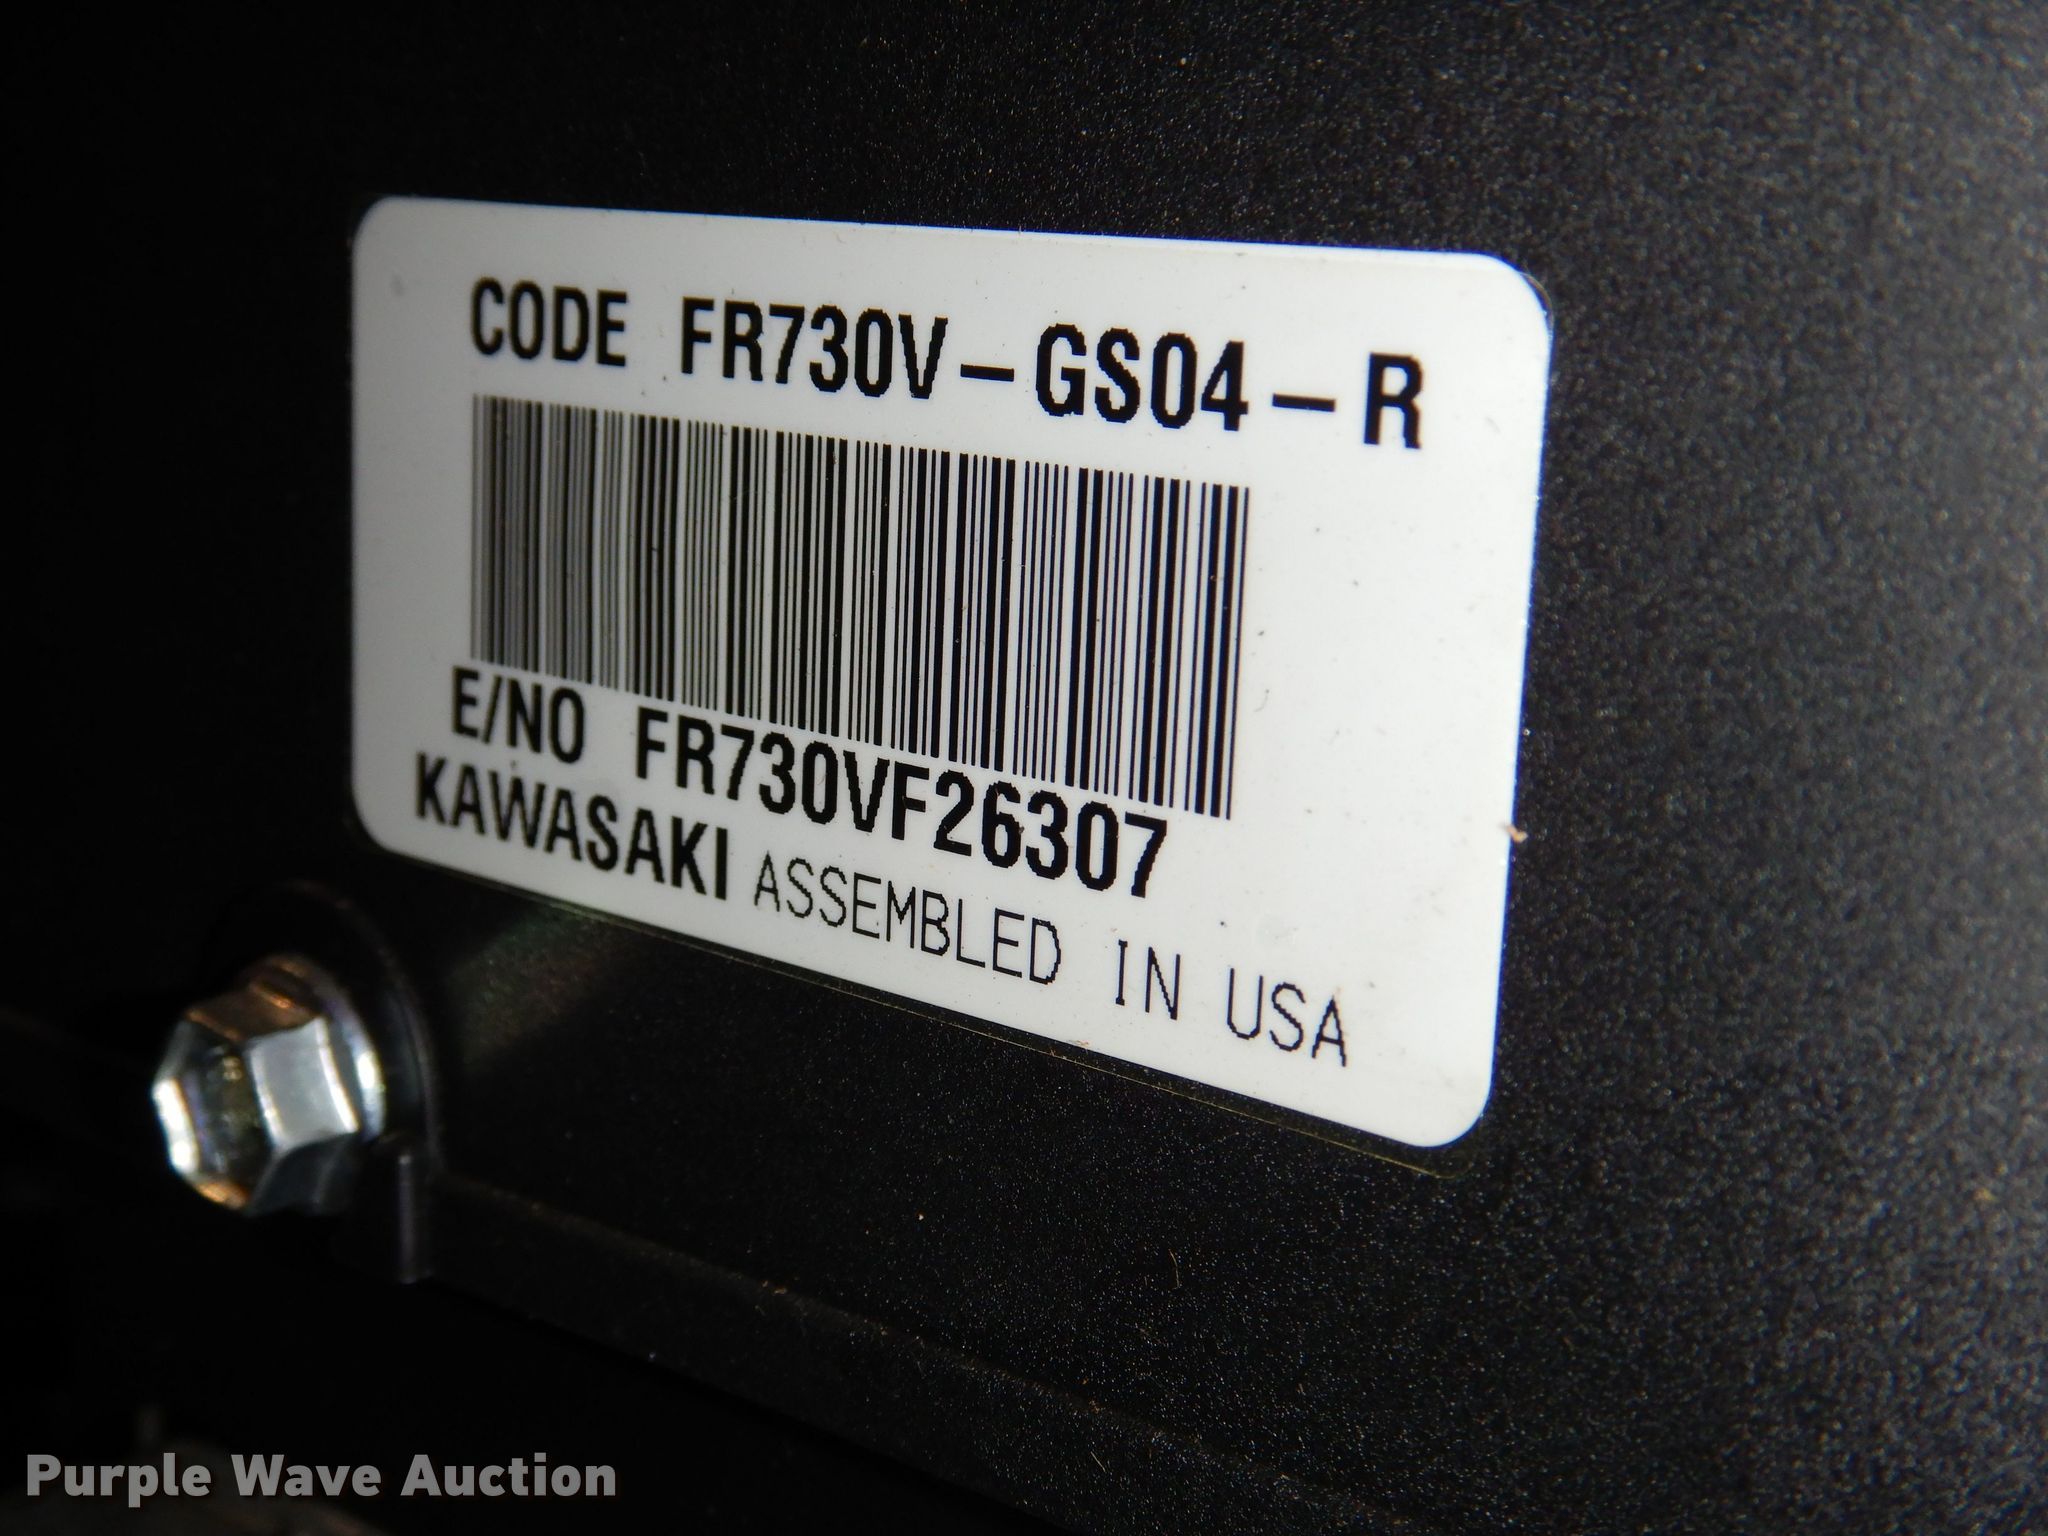 CODE FR730V-GS04-R
E/NO FR730VF26307
KAWASAKI ASSEMBLED IN USA
Purple Wave Auction